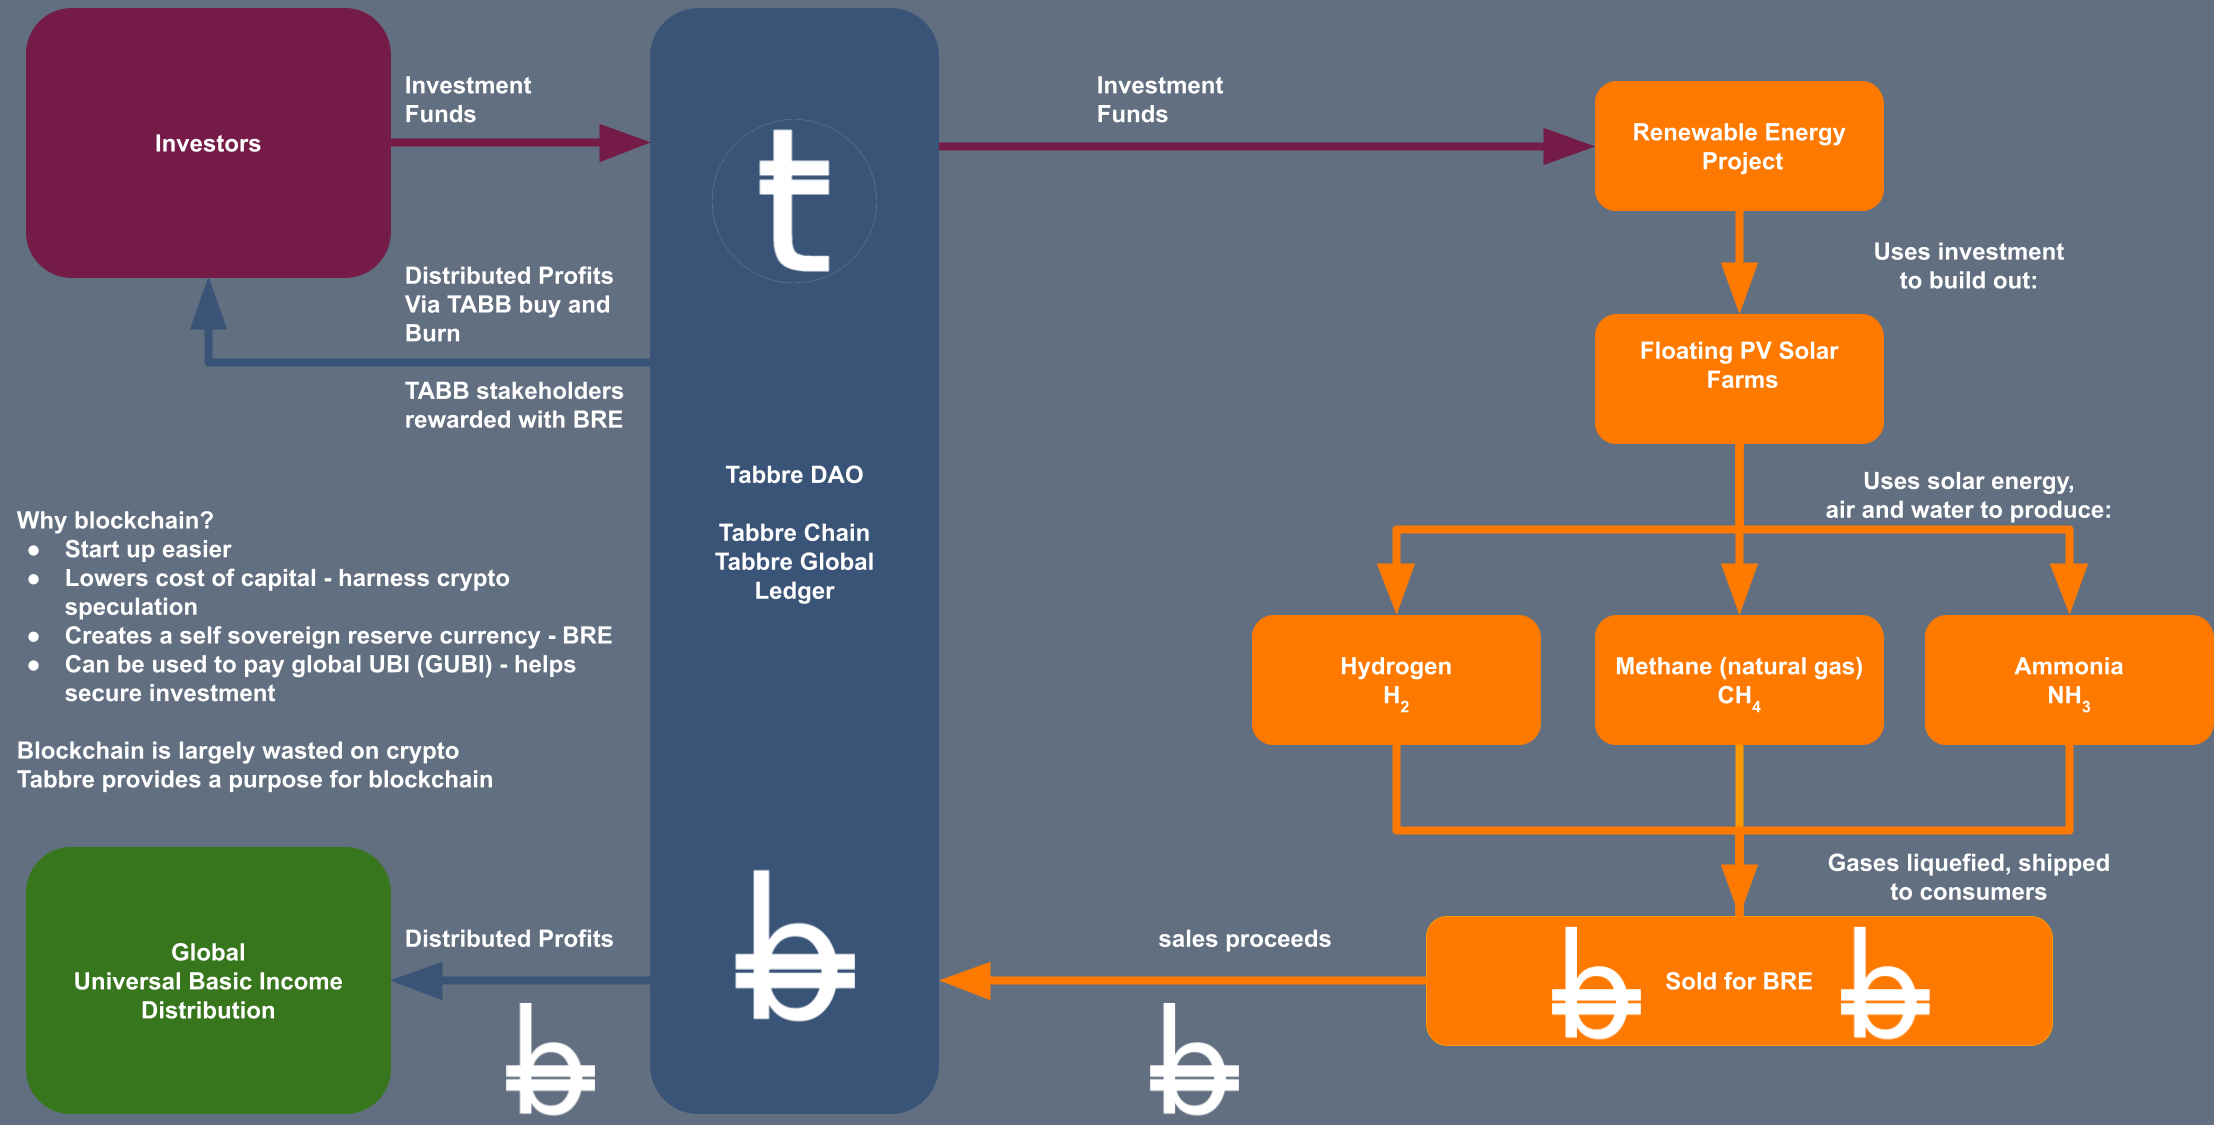 Investors
Investment
Funds
Investment
Funds
Renewable Energy
Project
Uses investment
to build out:
Distributed Profits
Via TABB buy and
Burn
TABB stakeholders
rewarded with BRE
Floating PV Solar
Farms
Tabbre DAO
Tabbre Chain
Tabbre Global
Ledger
Uses solar energy,
air and water to produce:
Why blockchain?
● Start up easier
● Lowers cost of capital - harness crypto
speculation
● Creates a self sovereign reserve currency - BRE
● Can be used to pay global UBI (GUBI) - helps
secure investment
Blockchain is largely wasted on crypto
Tabbre provides a purpose for blockchain
Hydrogen
H₂
Methane (natural gas)
CH₄
Ammonia
NH₃
Gases liquefied, shipped
to consumers
Sold for BRE
sales proceeds
Distributed Profits
Global
Universal Basic Income
Distribution